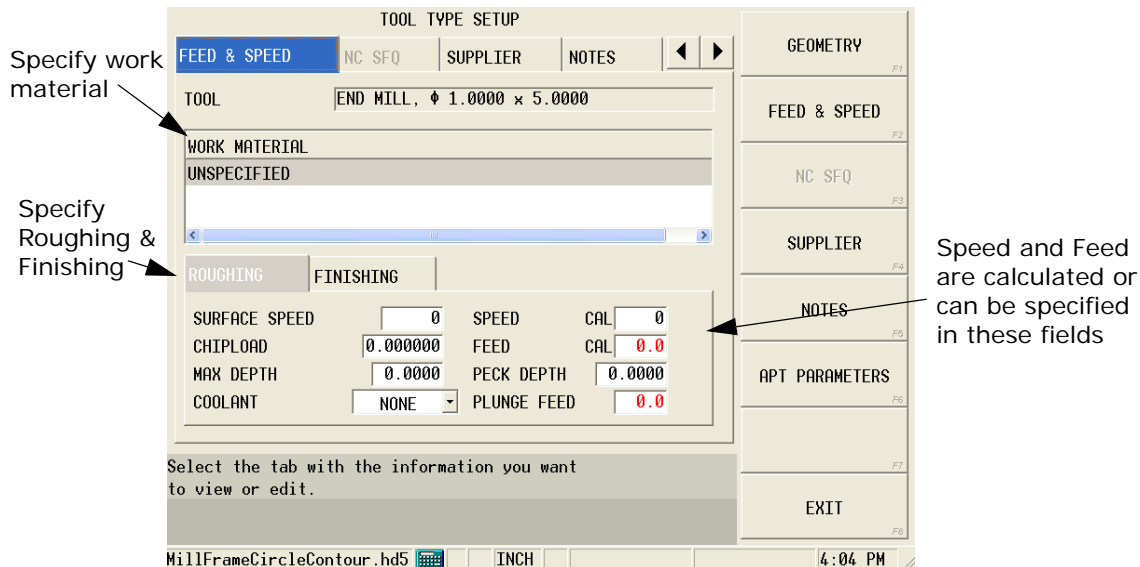 TOOL TYPE SETUP
FEED & SPEED NC SFQ SUPPLIER NOTES
Specify work
material
TOOL END MILL, ϕ 1.0000 x 5.0000
WORK MATERIAL
UNSPECIFIED
Specify
Roughing &
Finishing
ROUGHING FINISHING
SURFACE SPEED 0 SPEED CAL 0
CHIPLOAD 0.000000 FEED CAL 0.0
MAX DEPTH 0.0000 PECK DEPTH 0.0000
COOLANT NONE PLUNGE FEED 0.0
Select the tab with the information you want
to view or edit.
MillFrameCircleContour.hd5 INCH 4:04 PM
GEOMETRY
F1
FEED & SPEED
F2
NC SFQ
F3
SUPPLIER
F4
NOTES
F5
APT PARAMETERS
F6
F7
EXIT
F8
Speed and Feed
are calculated or
can be specified
in these fields